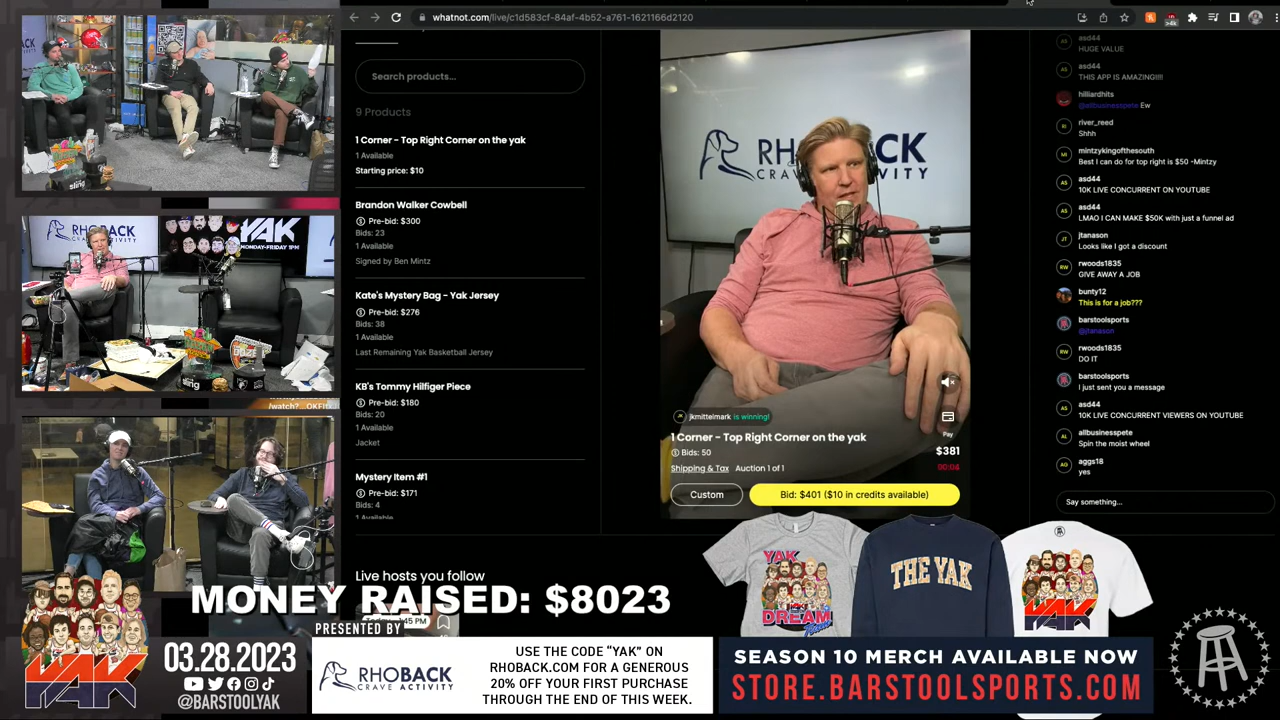 whatnot.com/live/c1d583cf-84af-4b52-a761-1621166d2120
Search products...
9 Products
1 Corner - Top Right Corner on the yak
1 Available
Starting price: $10
Brandon Walker Cowbell
Pre-bid: $300
Bids: 23
1 Available
Signed by Ben Mintz
Kate's Mystery Bag - Yak Jersey
Pre-bid: $276
Bids: 38
1 Available
Last Remaining Yak Basketball Jersey
KB's Tommy Hilfiger Piece
Pre-bid: $180
Bids: 20
1 Available
Jacket
Mystery Item #1
Pre-bid: $171
Bids: 4
1 Available
Live hosts you follow
RHOBACK
CRAVE ACTIVITY
YAK
MONDAY-FRIDAY 1PM
sling
jkmittelmark is winning!
1 Corner - Top Right Corner on the yak
Bids: 50
Shipping & Tax Auction 1 of 1
Pay
$381
00:04
Custom
Bid: $401 ($10 in credits available)
asd44
HUGE VALUE
asd44
THIS APP IS AMAZING!!!!
hilliardhits
@allbusinesspete Ew
river_reed
Shhh
mintzykingofthesouth
Best I can do for top right is $50 -Mintzy
asd44
10K LIVE CONCURRENT ON YOUTUBE
asd44
LMAO I CAN MAKE $50K with just a funnel ad
jtanason
Looks like I got a discount
rwoods1835
GIVE AWAY A JOB
bunty12
This is for a job???
barstoolsports
@jtanason
rwoods1835
DO IT
barstoolsports
I just sent you a message
asd44
10K LIVE CONCURRENT VIEWERS ON YOUTUBE
allbusinesspete
Spin the moist wheel
aggs18
yes
Say something...
MONEY RAISED: $8023
PRESENTED BY
YAK
03.28.2023
@BARSTOOLYAK
RHOBACK
CRAVE ACTIVITY
USE THE CODE "YAK" ON
RHOBACK.COM FOR A GENEROUS
20% OFF YOUR FIRST PURCHASE
THROUGH THE END OF THIS WEEK.
YAK
DREAM
THE YAK
YAK
SEASON 10 MERCH AVAILABLE NOW
STORE.BARSTOOLSPORTS.COM